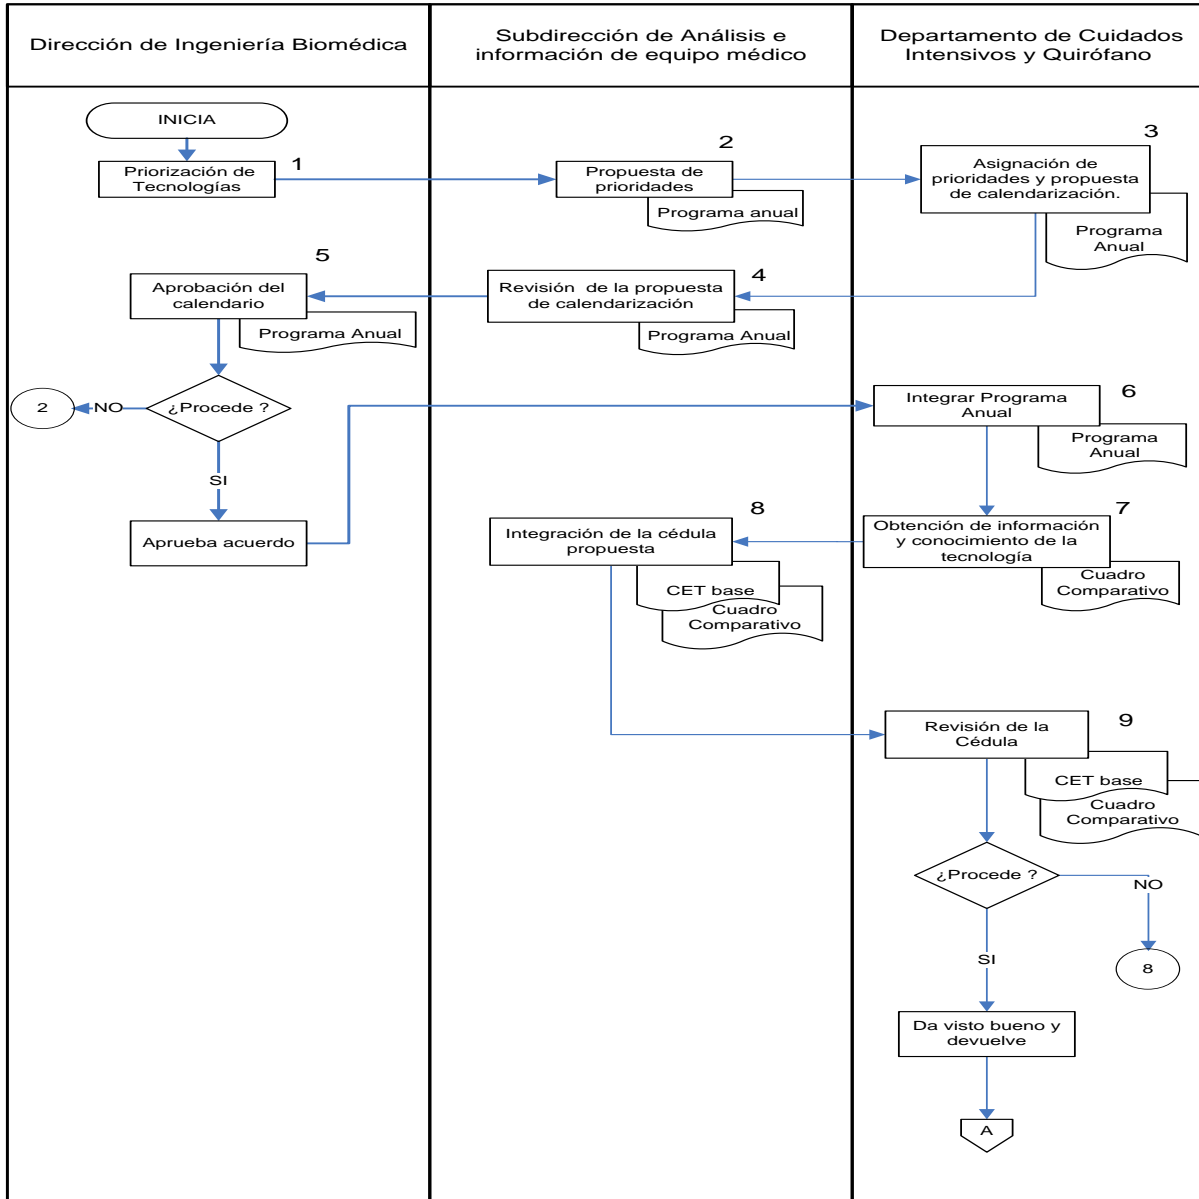 Dirección de Ingeniería Biomédica
Subdirección de Análisis e
información de equipo médico
Departamento de Cuidados
Intensivos y Quirófano
INICIA
1
Priorización de
Tecnologías
2
Propuesta de
prioridades
Programa anual
3
Asignación de
prioridades y propuesta
de calendarización.
Programa
Anual
5
Aprobación del
calendario
Programa Anual
4
Revisión de la propuesta
de calendarización
Programa Anual
2
NO
¿Procede ?
SI
Aprueba acuerdo
6
Integrar Programa
Anual
Programa
Anual
7
Obtención de información
y conocimiento de la
tecnología
Cuadro
Comparativo
8
Integración de la cédula
propuesta
CET base
Cuadro
Comparativo
9
Revisión de la
Cédula
CET base
Cuadro
Comparativo
¿Procede ?
NO
8
SI
Da visto bueno y
devuelve
A